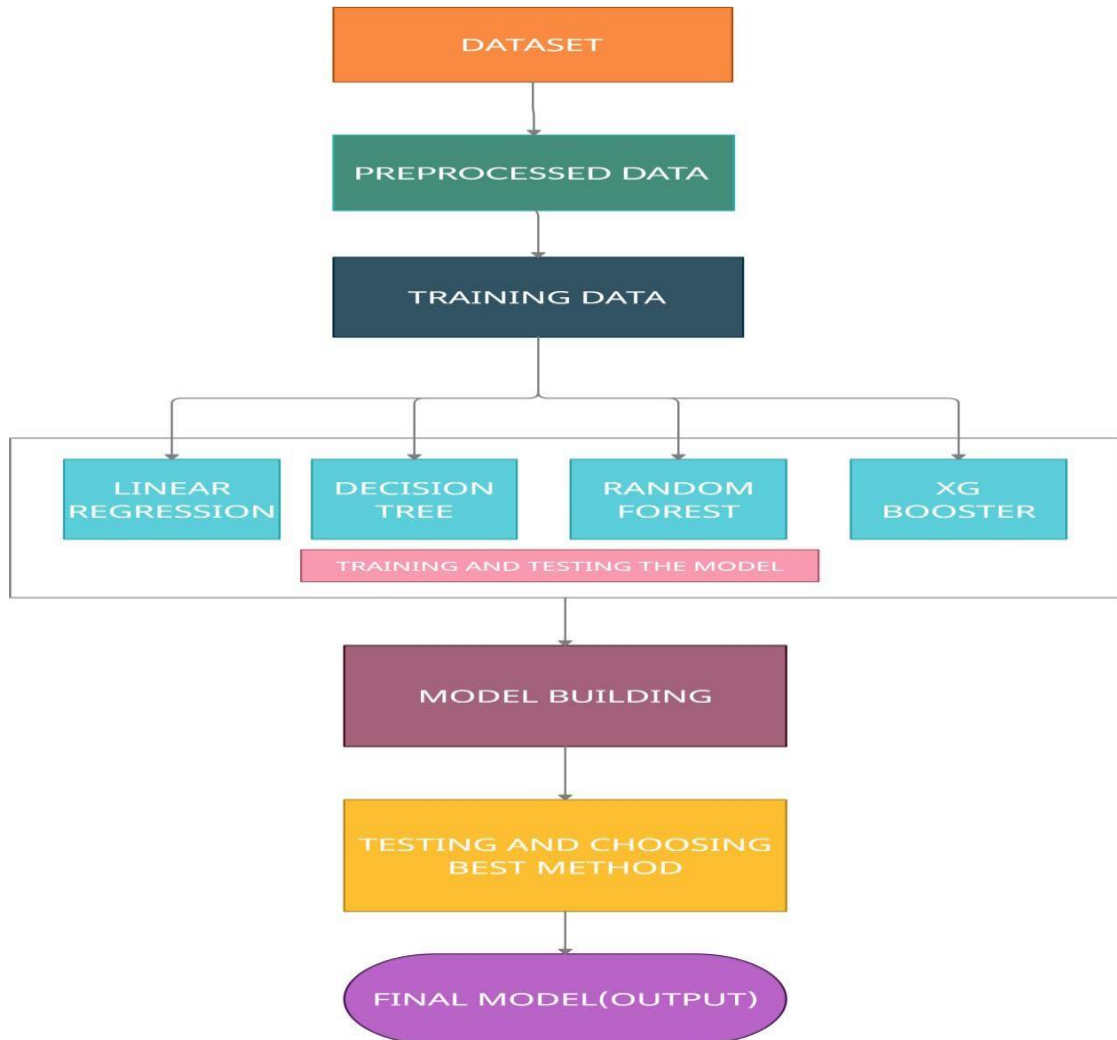 DATASET
PREPROCESSED DATA
TRAINING DATA
LINEAR
REGRESSION
DECISION
TREE
RANDOM
FOREST
XG
BOOSTER
TRAINING AND TESTING THE MODEL
MODEL BUILDING
TESTING AND CHOOSING
BEST METHOD
FINAL MODEL(OUTPUT)